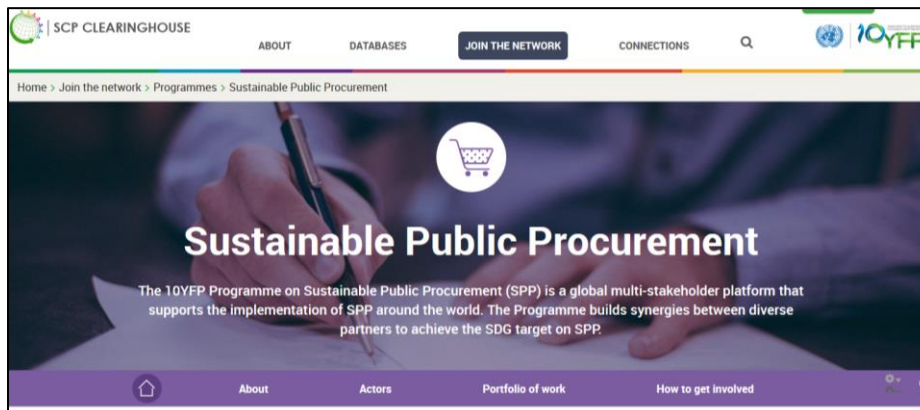 SCP CLEARINGHOUSE
ABOUT
DATABASES
JOIN THE NETWORK
CONNECTIONS
10YFP
Home > Join the network > Programmes > Sustainable Public Procurement
Sustainable Public Procurement
The 10YFP Programme on Sustainable Public Procurement (SPP) is a global multi-stakeholder platform that
supports the implementation of SPP around the world. The Programme builds synergies between diverse
partners to achieve the SDG target on SPP.
About
Actors
Portfolio of work
How to get involved